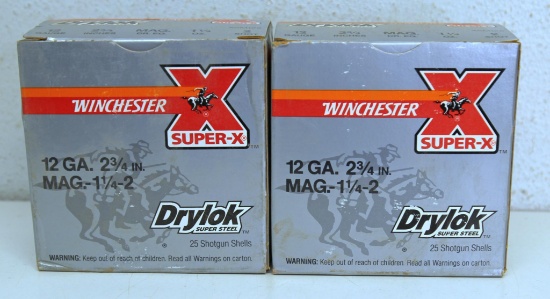 WINCHESTER
X
SUPER-X
12 GA. 2¾ IN.
MAG.-1¼-2
Drylok™
SUPER STEEL
25 Shotgun Shells
WARNING: Keep out of reach of children. Read all Warnings on carton.
WINCHESTER
X
SUPER-X
12 GA. 2¾ IN.
MAG.-1¼-2
Drylok™
SUPER STEEL
25 Shotgun Shells
WARNING: Keep out of reach of children. Read all Warnings on carton.